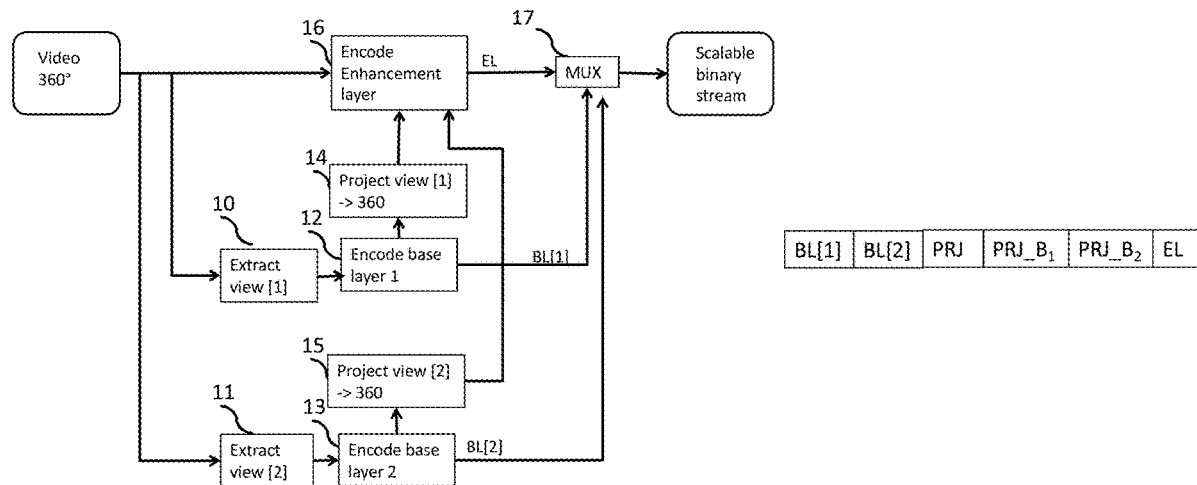 Video
360°
16
Encode
Enhancement
layer
EL
17
MUX
Scalable
binary
stream
14
Project view [1]
-> 360
10
Extract
view [1]
12
Encode base
layer 1
BL[1]
15
Project view [2]
-> 360
11
Extract
view [2]
13
Encode base
layer 2
BL[2]
BL[1] BL[2] PRJ PRJ_B₁ PRJ_B₂ EL